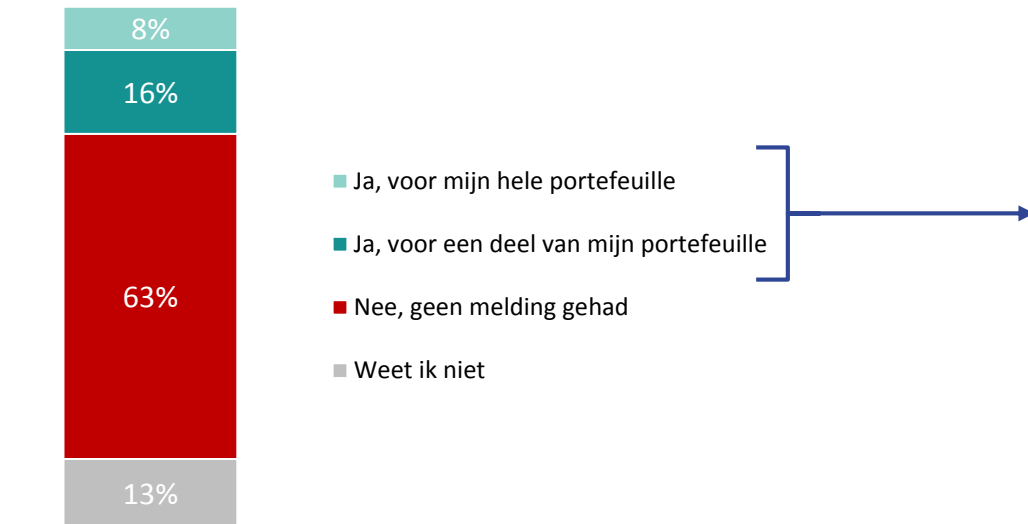 8%
16%
63%
13%
Ja, voor mijn hele portefeuille
Ja, voor een deel van mijn portefeuille
Nee, geen melding gehad
Weet ik niet